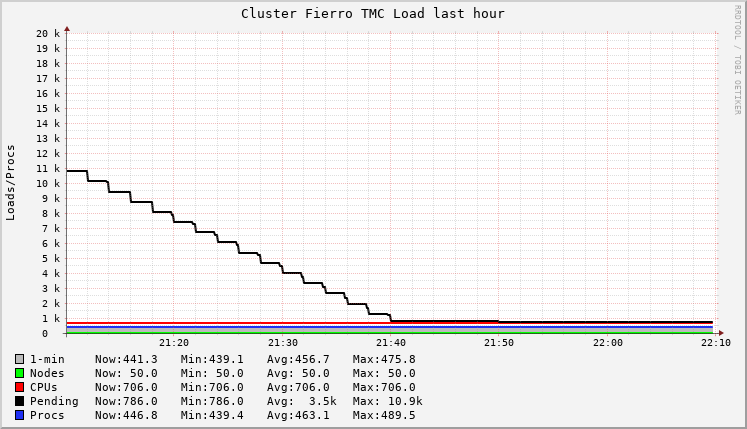 Cluster Fierro TMC Load last hour
RRDTOOL / TOBI OETIKER
Loads/Procs
20 k
19 k
18 k
17 k
16 k
15 k
14 k
13 k
12 k
11 k
10 k
9 k
8 k
7 k
6 k
5 k
4 k
3 k
2 k
1 k
0
21:20 21:30 21:40 21:50 22:00 22:10
1-min Now:441.3 Min:439.1 Avg:456.7 Max:475.8
Nodes Now: 50.0 Min: 50.0 Avg: 50.0 Max: 50.0
CPUs Now:706.0 Min:706.0 Avg:706.0 Max:706.0
Pending Now:786.0 Min:786.0 Avg: 3.5k Max: 10.9k
Procs Now:446.8 Min:439.4 Avg:463.1 Max:489.5